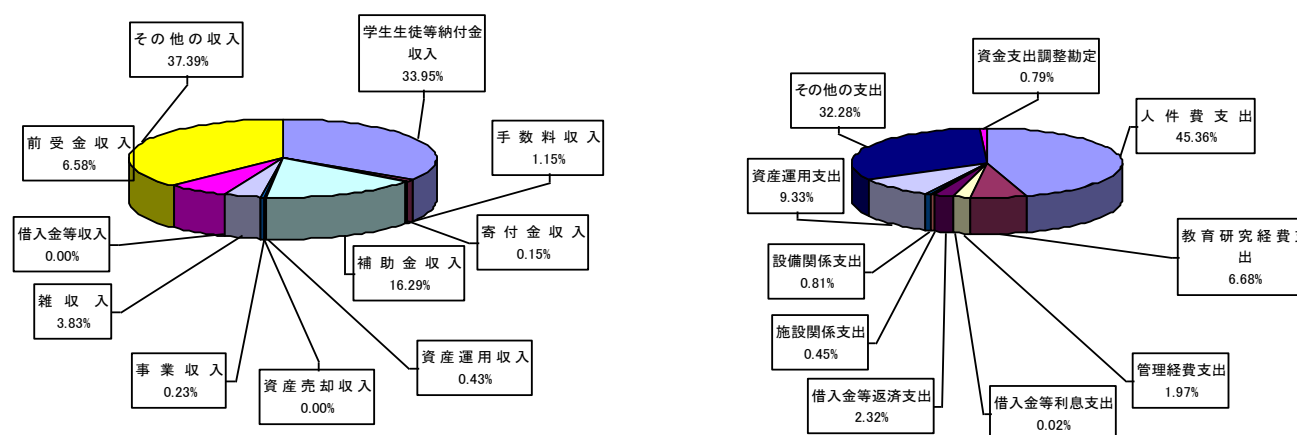 その他の収入
37.39%
学生生徒等納付金
収入
33.95%
前受金収入
6.58%
手数料収入
1.15%
借入金等収入
0.00%
寄付金収入
0.15%
補助金収入
16.29%
雑収入
3.83%
事業収入
0.23%
資産売却収入
0.00%
資産運用収入
0.43%
資金支出調整勘定
0.79%
その他の支出
32.28%
人件費支出
45.36%
資産運用支出
9.33%
教育研究経費支
出
6.68%
設備関係支出
0.81%
施設関係支出
0.45%
借入金等返済支出
2.32%
借入金等利息支出
0.02%
管理経費支出
1.97%